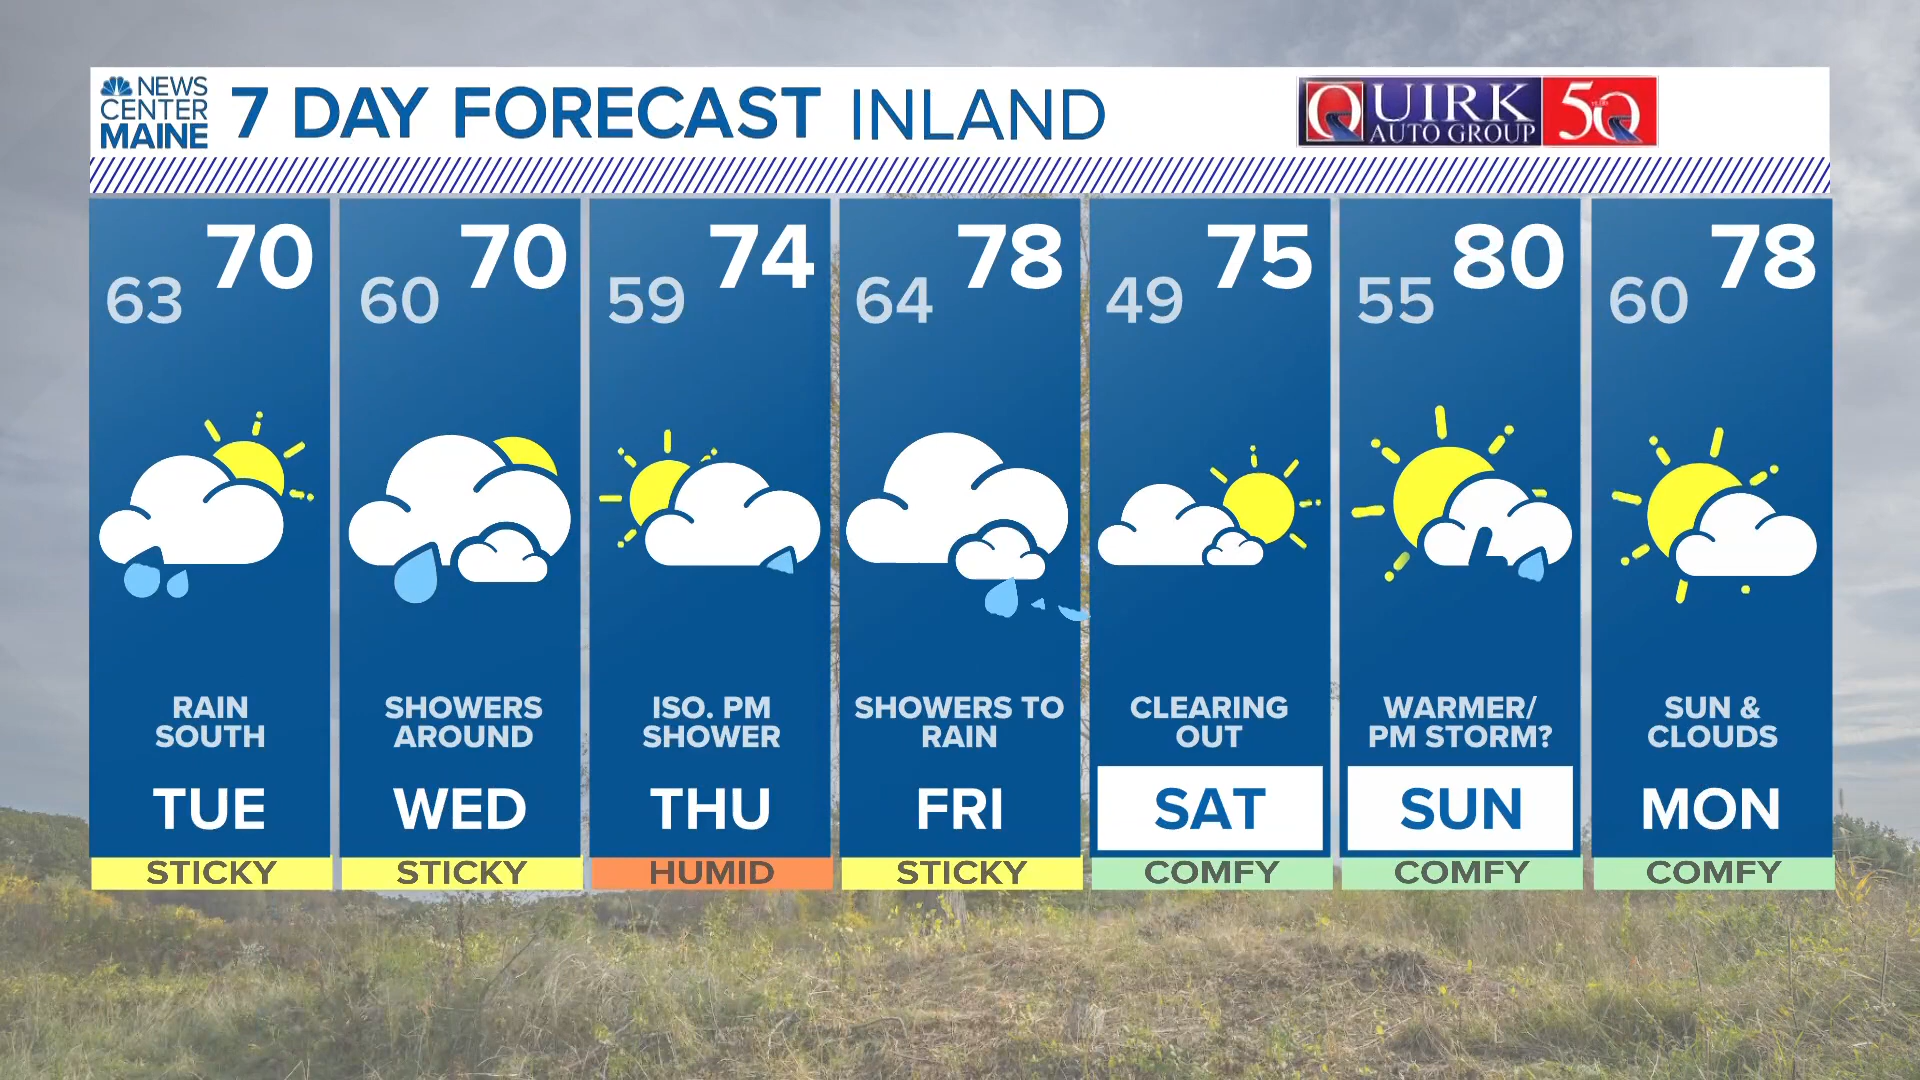 NEWS
CENTER
MAINE
7 DAY FORECAST INLAND
QUIRK
AUTO GROUP
50
63 70
60 70
59 74
64 78
49 75
55 80
60 78
RAIN
SOUTH
SHOWERS
AROUND
ISO. PM
SHOWER
SHOWERS TO
RAIN
CLEARING
OUT
WARMER/
PM STORM?
SUN &
CLOUDS
TUE
WED
THU
FRI
SAT
SUN
MON
STICKY
STICKY
HUMID
STICKY
COMFY
COMFY
COMFY